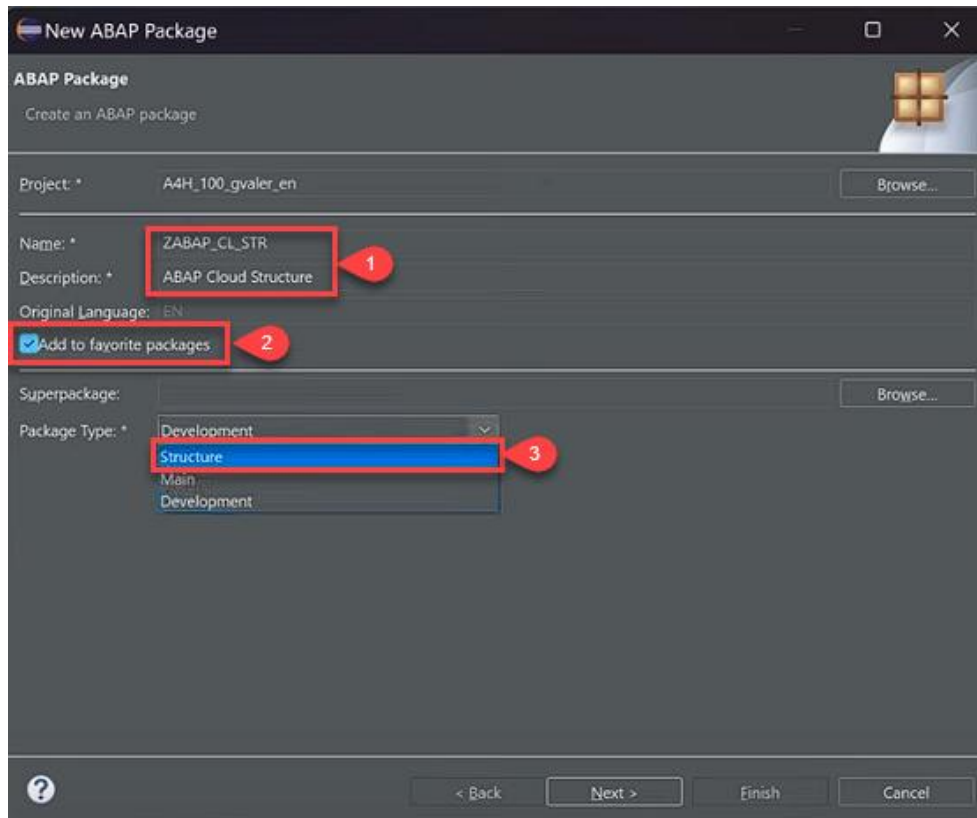 New ABAP Package
ABAP Package
Create an ABAP package
Project: * A4H_100_gvaler_en Browse...
Name: * ZABAP_CL_STR
1
Description: * ABAP Cloud Structure
Original Language: EN
Add to favorite packages 2
Superpackage: Browse...
Package Type: * Development
Structure 3
Main
Development
? < Back Next > Finish Cancel